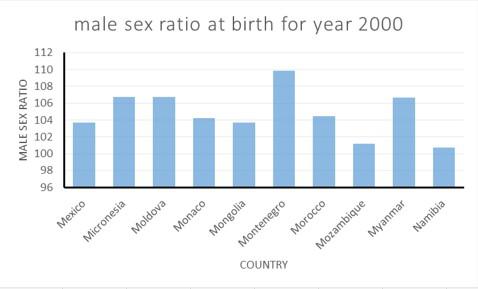 male sex ratio at birth for year 2000
MALE SEX RATIO
112
110
108
106
104
102
100
98
96
Mexico
Micronesia
Moldova
Monaco
Mongolia
Montenegro
Morocco
Mozambique
Myanmar
Namibia
COUNTRY